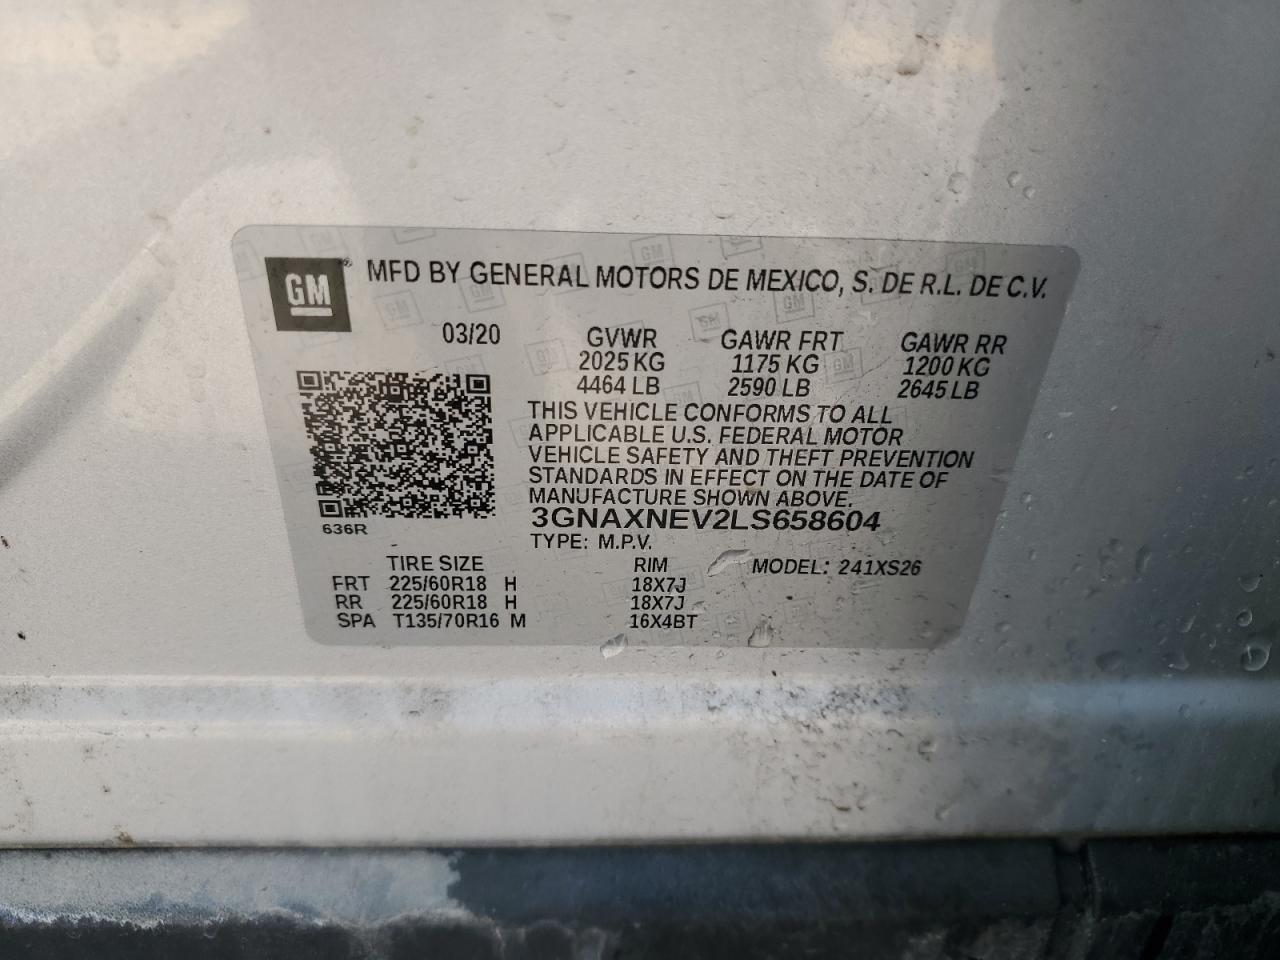 GM ® MFD BY GENERAL MOTORS DE MEXICO, S. DE R.L. DE C.V.
03/20 GVWR GAWR FRT GAWR RR
2025 KG 1175 KG 1200 KG
4464 LB 2590 LB 2645 LB
THIS VEHICLE CONFORMS TO ALL
APPLICABLE U.S. FEDERAL MOTOR
VEHICLE SAFETY AND THEFT PREVENTION
STANDARDS IN EFFECT ON THE DATE OF
MANUFACTURE SHOWN ABOVE.
3GNAXNEV2LS658604
636R
TYPE: M.P.V.
TIRE SIZE RIM MODEL: 241XS26
FRT 225/60R18 H 18X7J
RR 225/60R18 H 18X7J
SPA T135/70R16 M 16X4BT